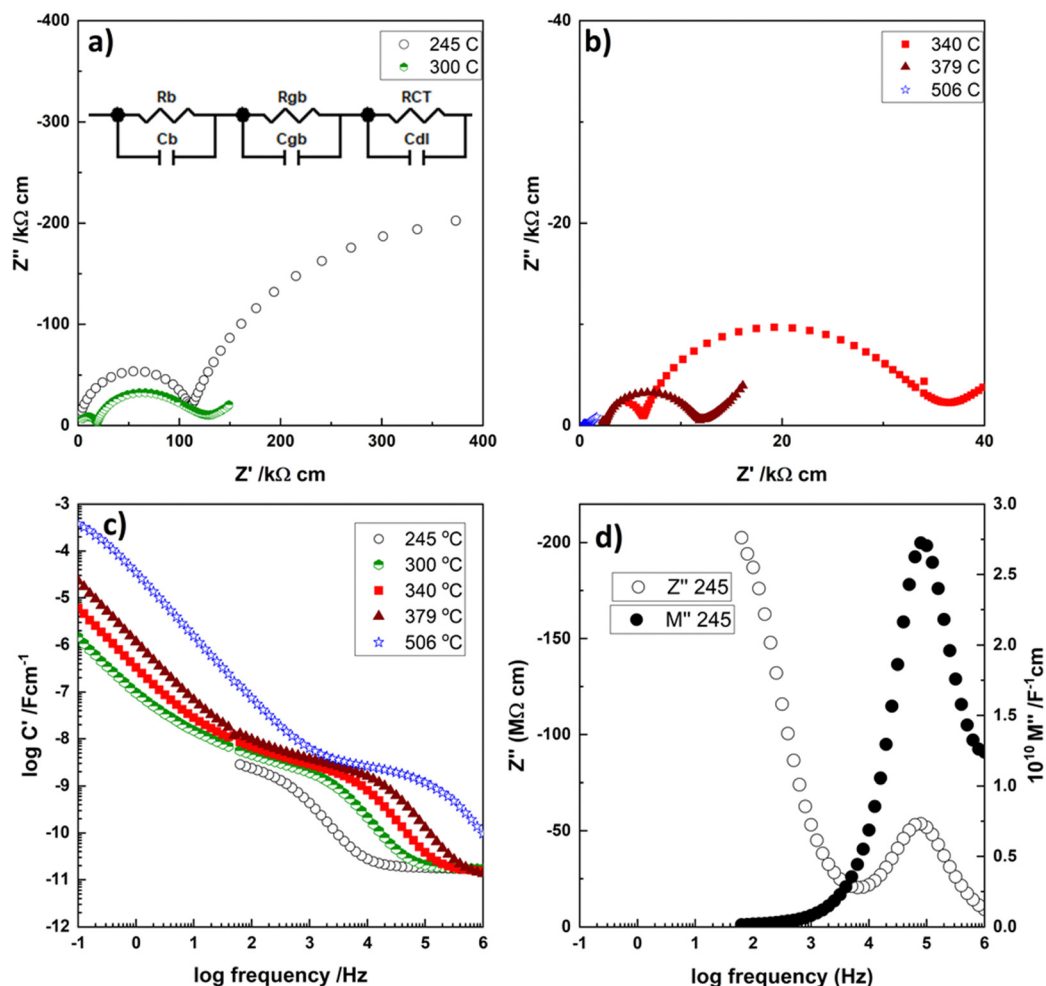 a)
-400
-300
-200
-100
0
Z'' /kΩ cm
0 100 200 300 400
Z' /kΩ cm
245 C
300 C
Rb Rgb RCT
Cb Cgb Cdl
b)
-40
-30
-20
-10
0
Z'' /kΩ cm
0 20 40
Z' /kΩ cm
340 C
379 C
506 C
c)
-3
-4
-5
-6
-7
-8
-9
-10
-11
-12
log C' /Fcm-1
-1 0 1 2 3 4 5 6
log frequency /Hz
245 ºC
300 ºC
340 ºC
379 ºC
506 ºC
d)
-200
-150
-100
-50
0
Z'' (MΩ cm)
3.0
2.5
2.0
1.5
1.0
0.5
0.0
10^10 M'' /F^-1cm
-1 0 1 2 3 4 5 6
log frequency (Hz)
Z'' 245
M'' 245